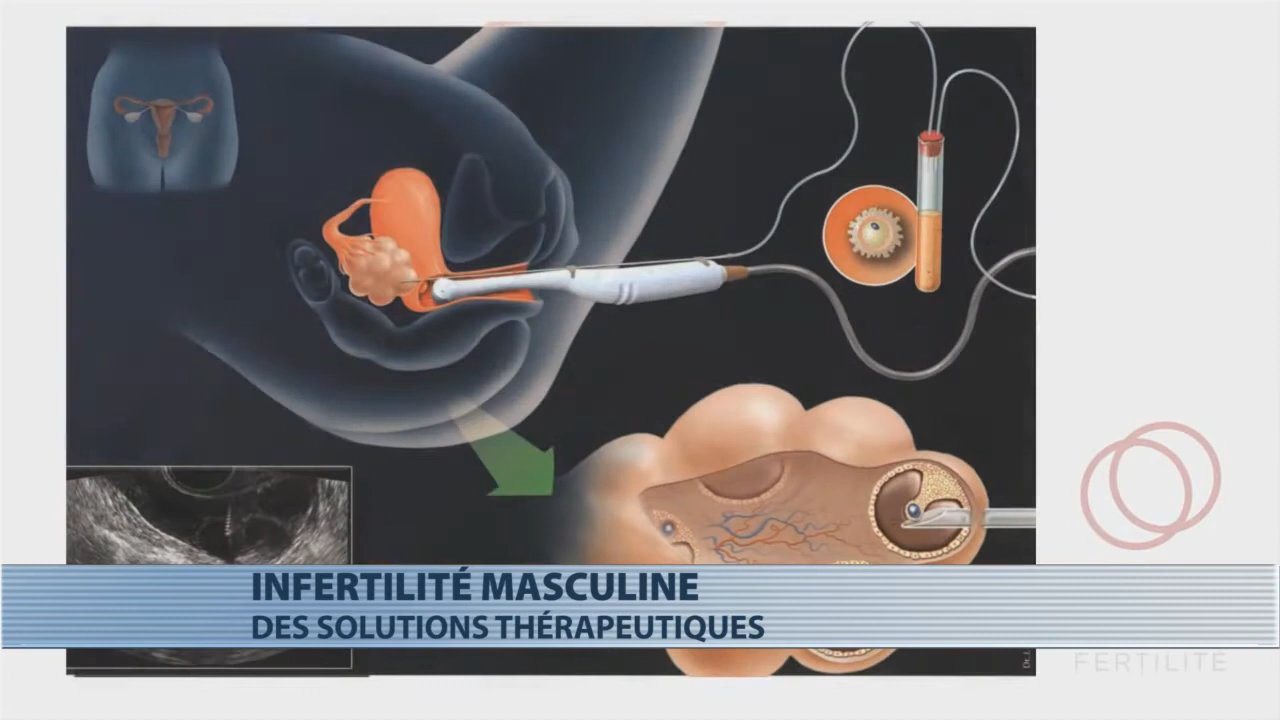 INFERTILITÉ MASCULINE
DES SOLUTIONS THÉRAPEUTIQUES
FERTILITÉ